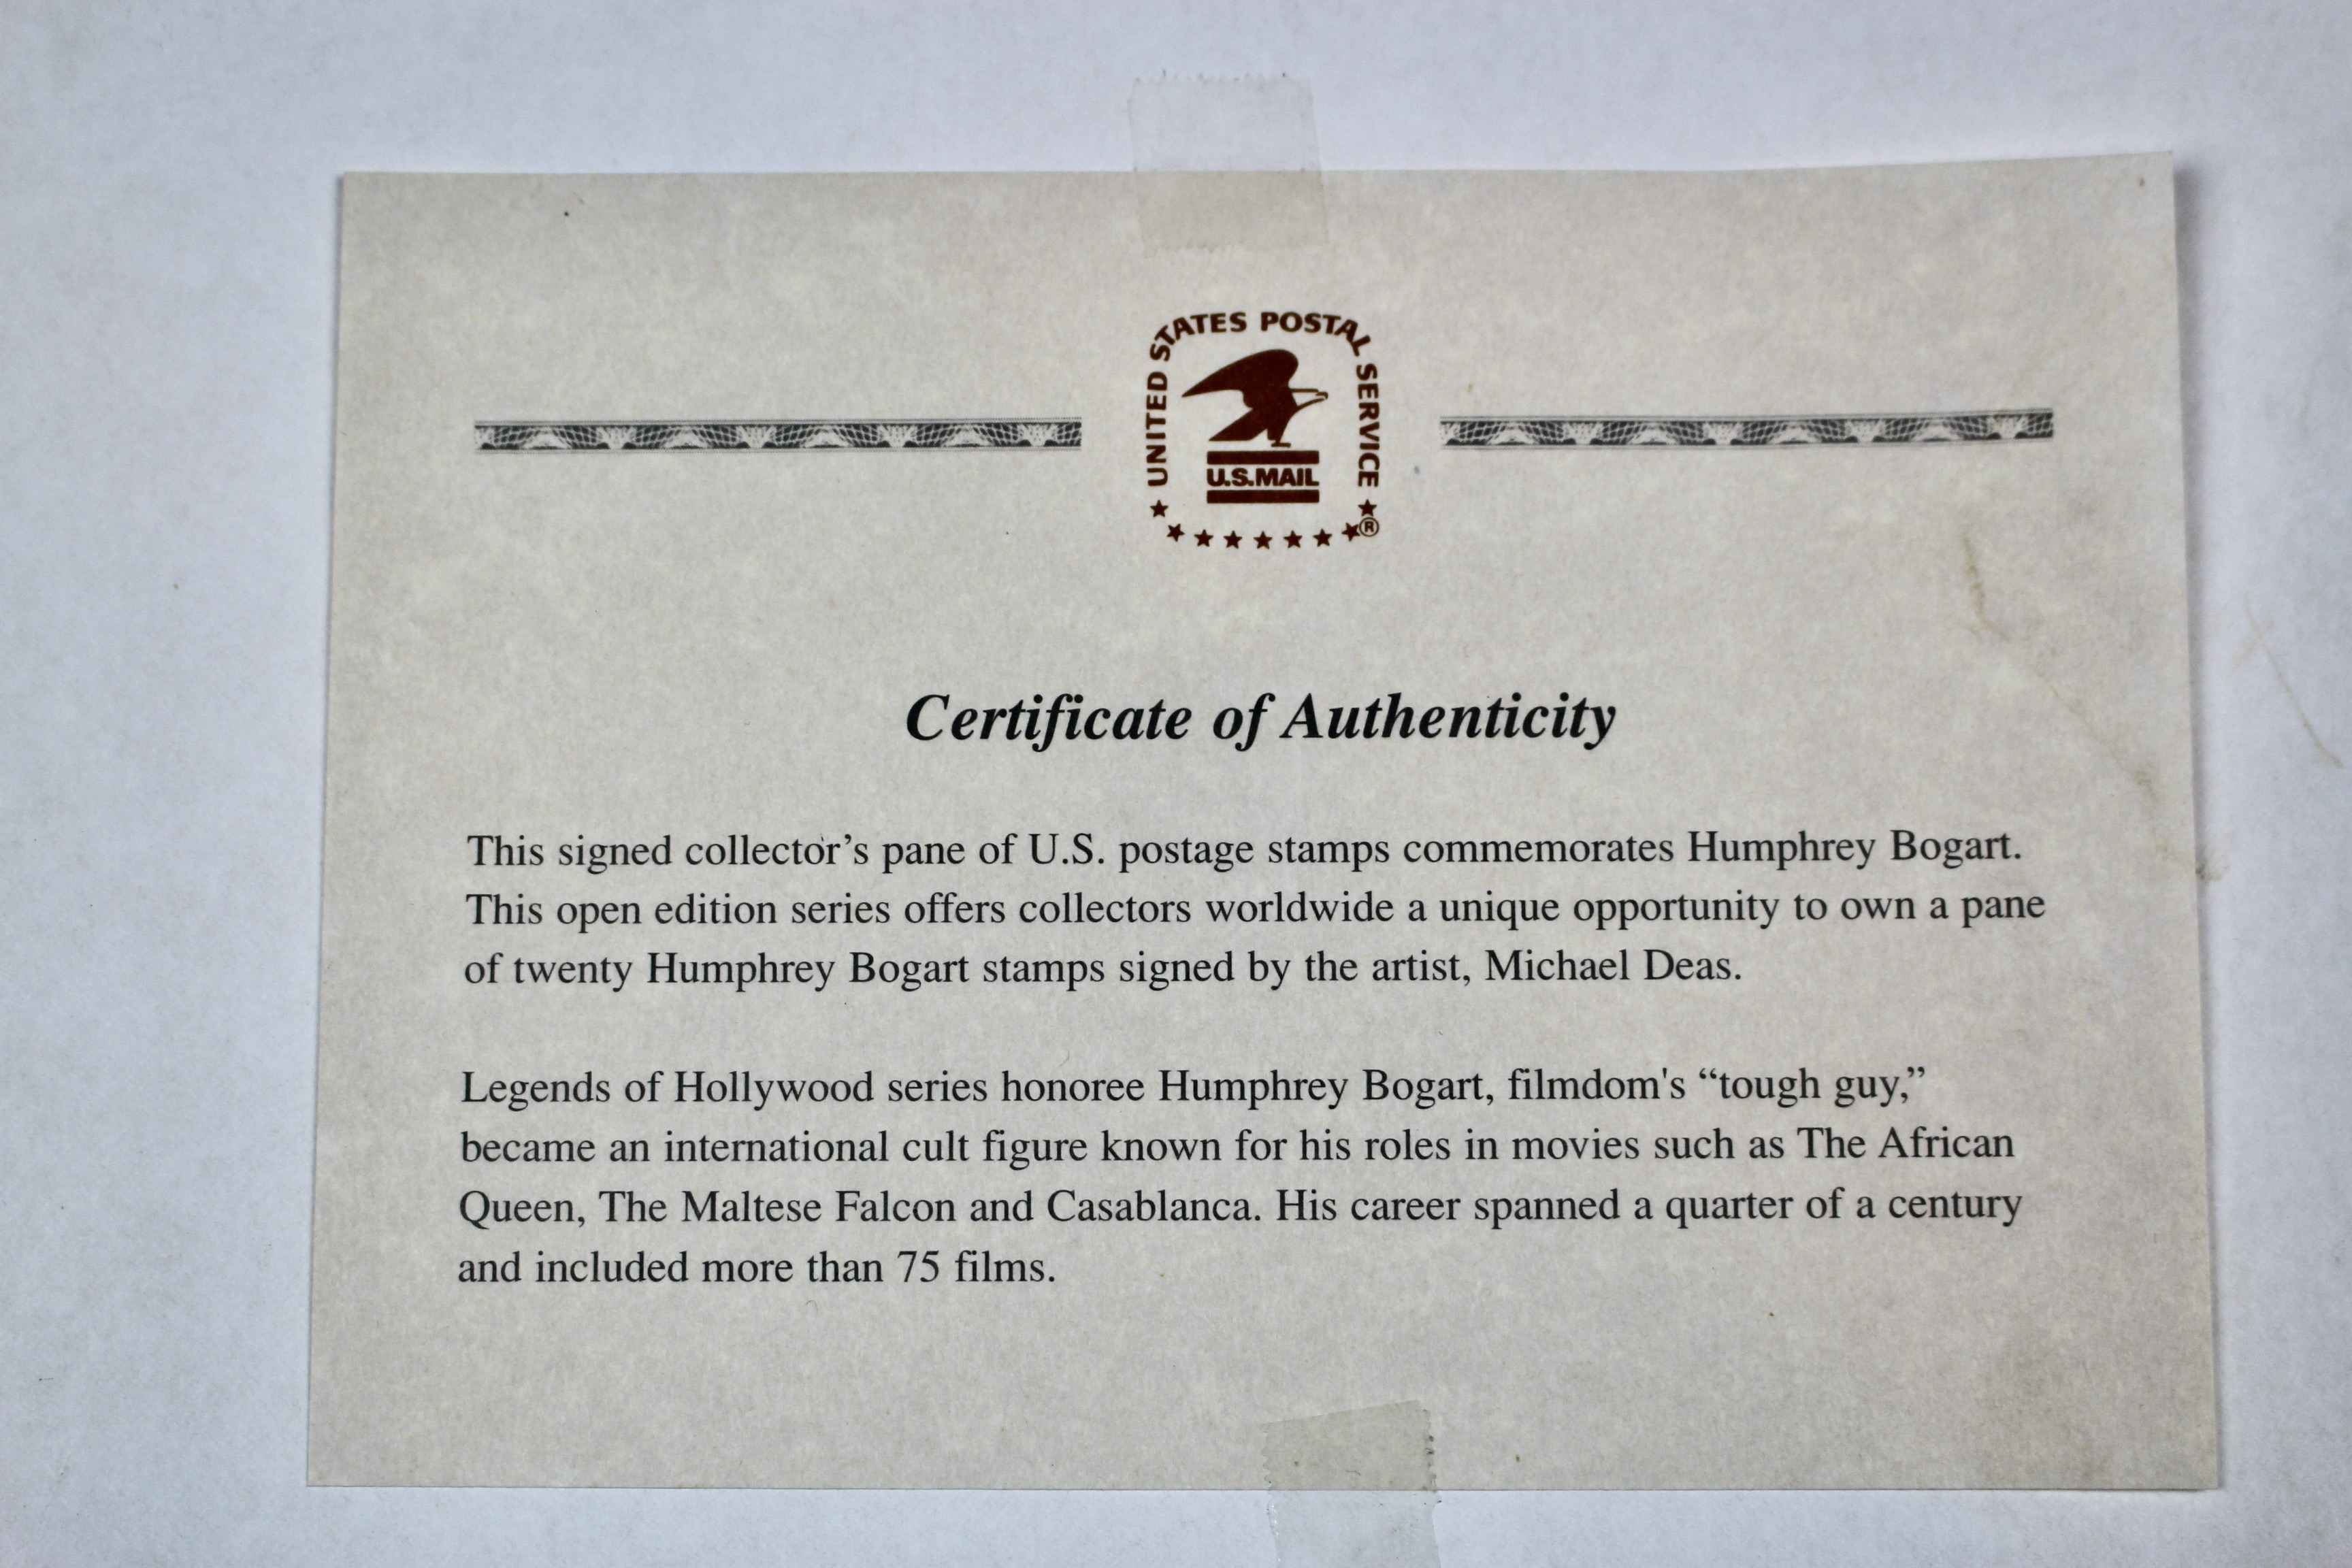 UNITED STATES POSTAL SERVICE
U.S.MAIL
®
Certificate of Authenticity
This signed collector’s pane of U.S. postage stamps commemorates Humphrey Bogart.
This open edition series offers collectors worldwide a unique opportunity to own a pane
of twenty Humphrey Bogart stamps signed by the artist, Michael Deas.
Legends of Hollywood series honoree Humphrey Bogart, filmdom's “tough guy,”
became an international cult figure known for his roles in movies such as The African
Queen, The Maltese Falcon and Casablanca. His career spanned a quarter of a century
and included more than 75 films.